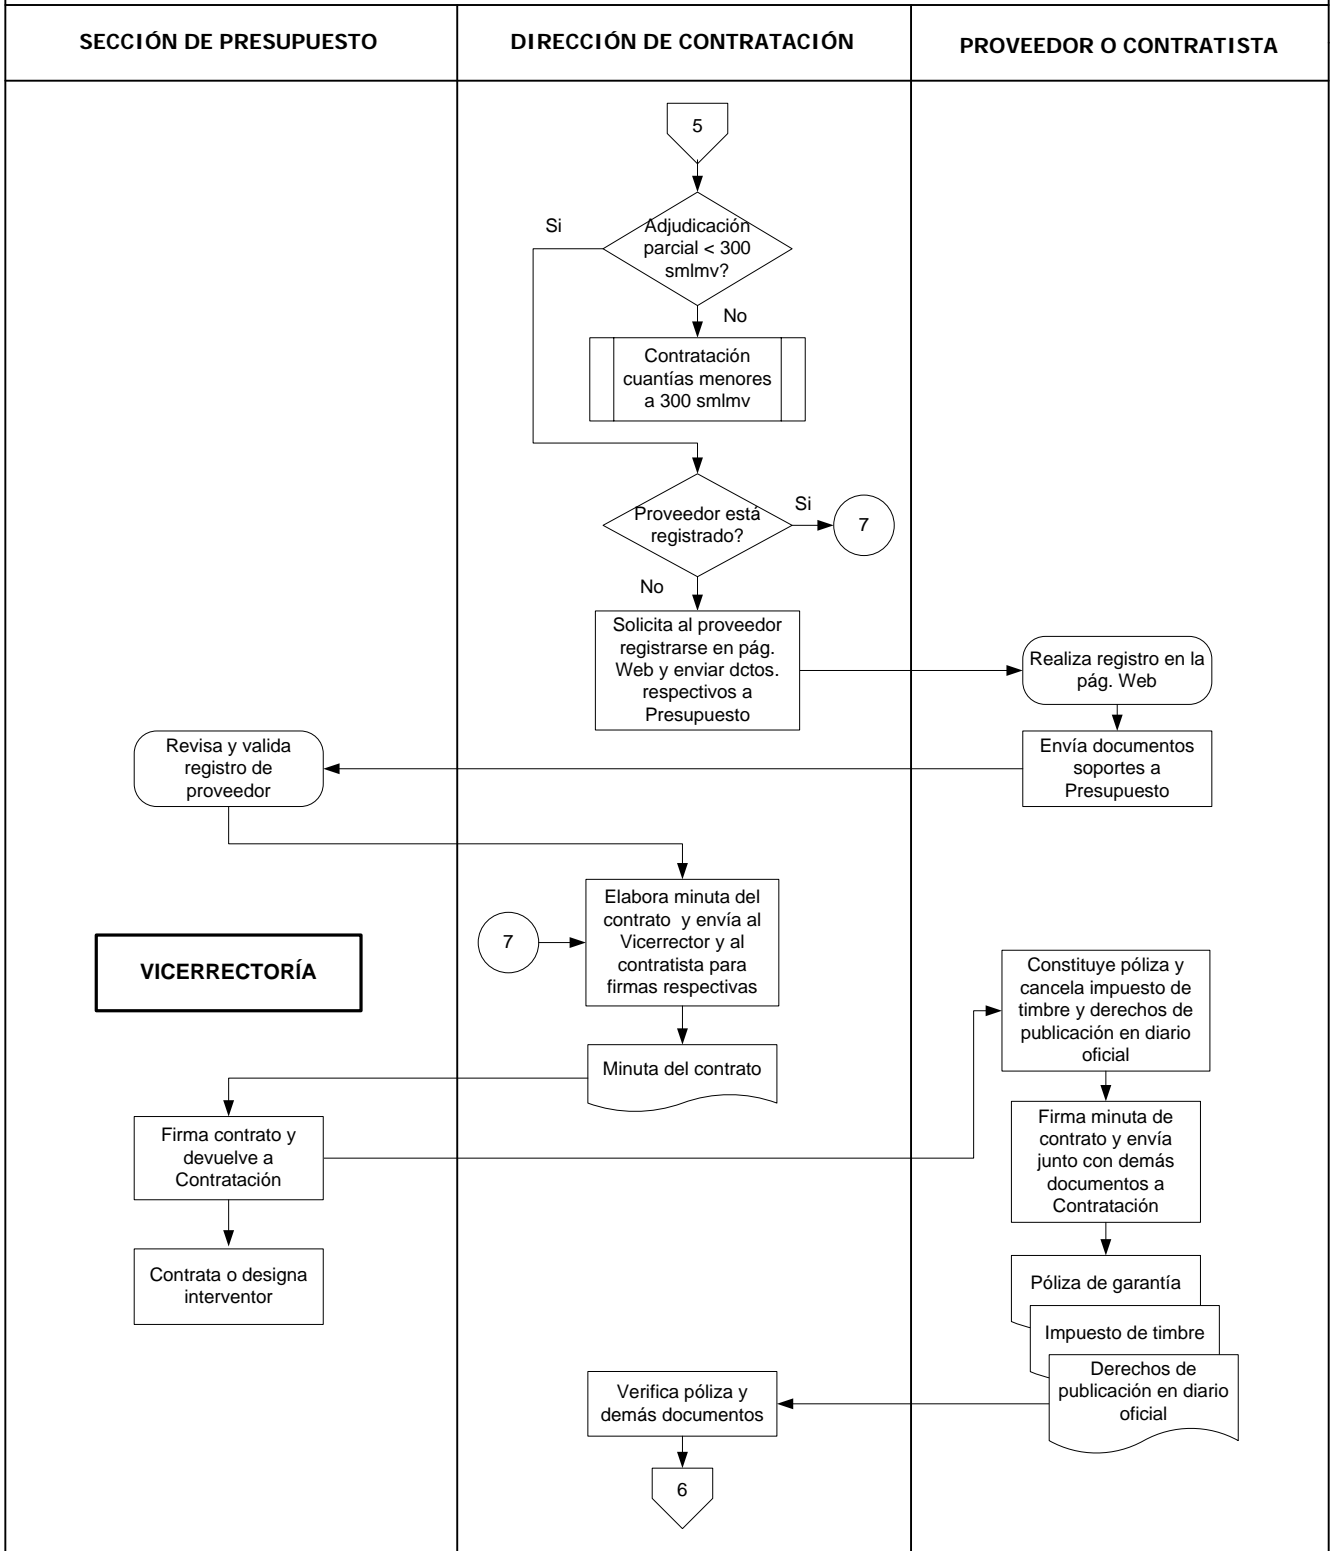 SECCIÓN DE PRESUPUESTO
DIRECCIÓN DE CONTRATACIÓN
PROVEEDOR O CONTRATISTA
5
Si
Adjudicación
parcial < 300
smlmv?
No
Contratación
cuantías menores
a 300 smlmv
Proveedor está
registrado?
Si
7
No
Solicita al proveedor
registrarse en pág.
Web y enviar dctos.
respectivos a
Presupuesto
Realiza registro en la
pág. Web
Envía documentos
soportes a
Presupuesto
Revisa y valida
registro de
proveedor
Elabora minuta del
contrato y envía al
Vicerrector y al
contratista para
firmas respectivas
7
VICERRECTORÍA
Minuta del contrato
Firma contrato y
devuelve a
Contratación
Contrata o designa
interventor
Constituye póliza y
cancela impuesto de
timbre y derechos de
publicación en diario
oficial
Firma minuta de
contrato y envía
junto con demás
documentos a
Contratación
Póliza de garantía
Impuesto de timbre
Derechos de
publicación en diario
oficial
Verifica póliza y
demás documentos
6